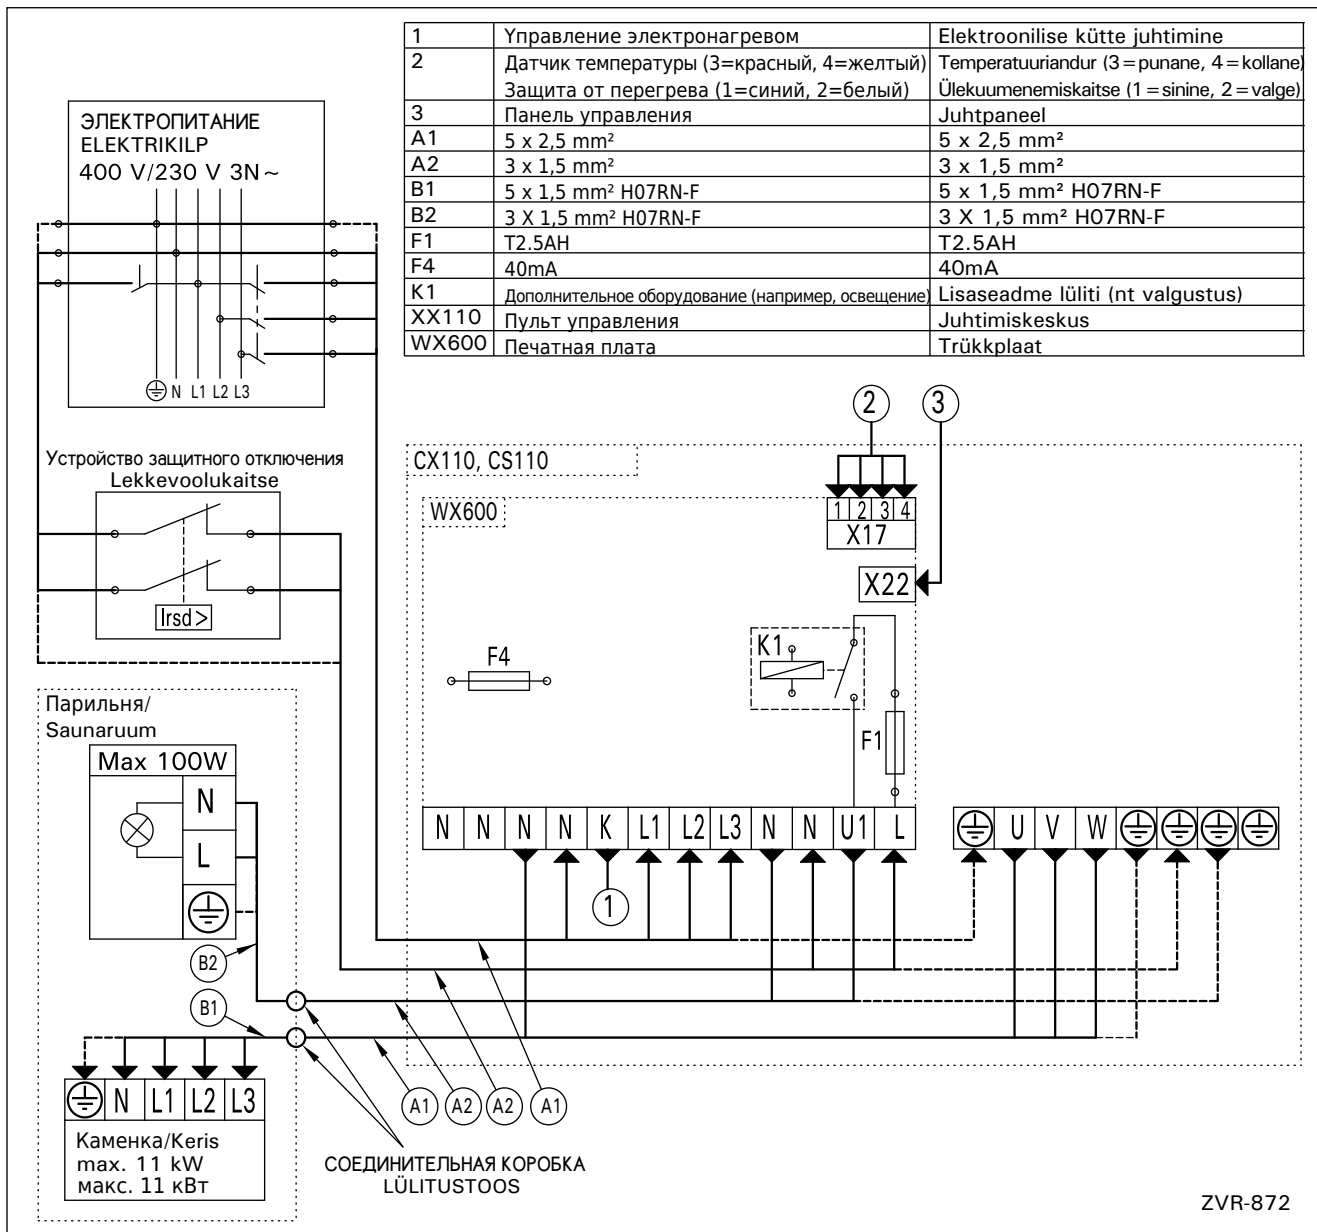 1 Управление электронагревом Elektroonilise kütte juhtimine
2 Датчик температуры (3=красный, 4=желтый) Temperatuuriandur (3=punane, 4=kollane)
Защита от перегрева (1=синий, 2=белый) Ülekuumenemiskaitse (1=sinine, 2=valge)
3 Панель управления Juhtpaneel
A1 5 x 2,5 mm² 5 x 2,5 mm²
A2 3 x 1,5 mm² 3 x 1,5 mm²
B1 5 x 1,5 mm² H07RN-F 5 x 1,5 mm² H07RN-F
B2 3 X 1,5 mm² H07RN-F 3 X 1,5 mm² H07RN-F
F1 T2.5AH T2.5AH
F4 40mA 40mA
K1 Дополнительное оборудование (например, освещение) Lisaseadme lüliti (nt valgustus)
XX110 Пульт управления Juhtimiskeskus
WX600 Печатная плата Trükkplaat
ЭЛЕКТРОПИТАНИЕ
ELEKTRIKILP
400 V/230 V 3N~
N L1 L2 L3
Устройство защитного отключения
Lekkevoolukaitse
Irsd>
2 3
CX110, CS110
WX600
1 2 3 4
X17
X22
K1
F4
F1
Парильня/
Saunaruum
Max 100W
N
L
N N N N K L1 L2 L3 N N U1 L
U V W
1
B2
B1
N L1 L2 L3
A1 A2 A2 A1
Каменка/Keris
max. 11 kW
макс. 11 кВт
СОЕДИНИТЕЛЬНАЯ КОРОБКА
LÜLITUSTOOS
ZVR-872